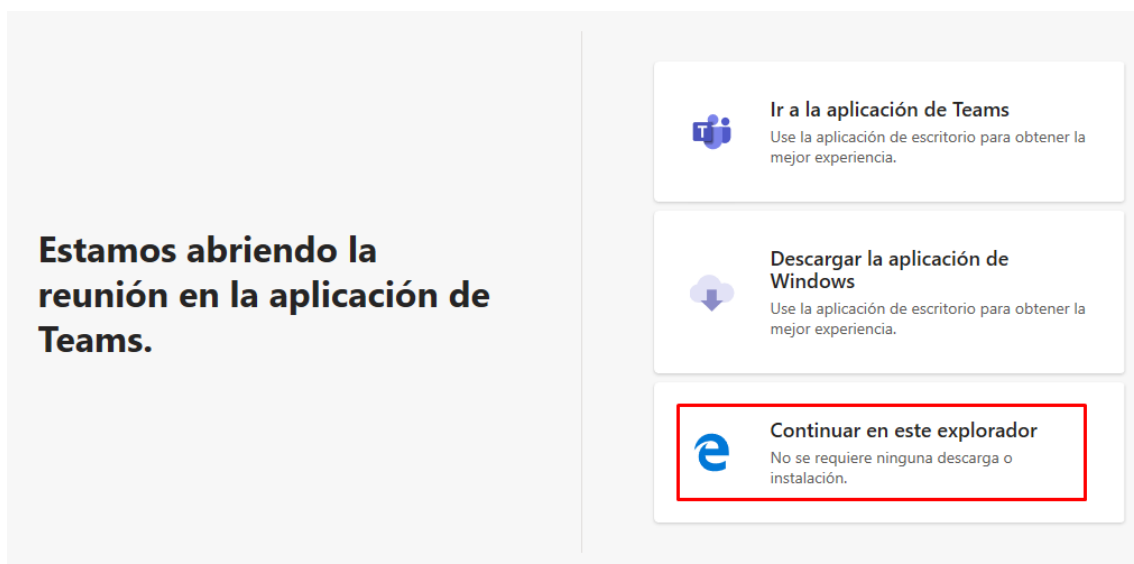 Estamos abriendo la
reunión en la aplicación de
Teams.
Ir a la aplicación de Teams
Use la aplicación de escritorio para obtener la
mejor experiencia.
Descargar la aplicación de
Windows
Use la aplicación de escritorio para obtener la
mejor experiencia.
Continuar en este explorador
No se requiere ninguna descarga o
instalación.